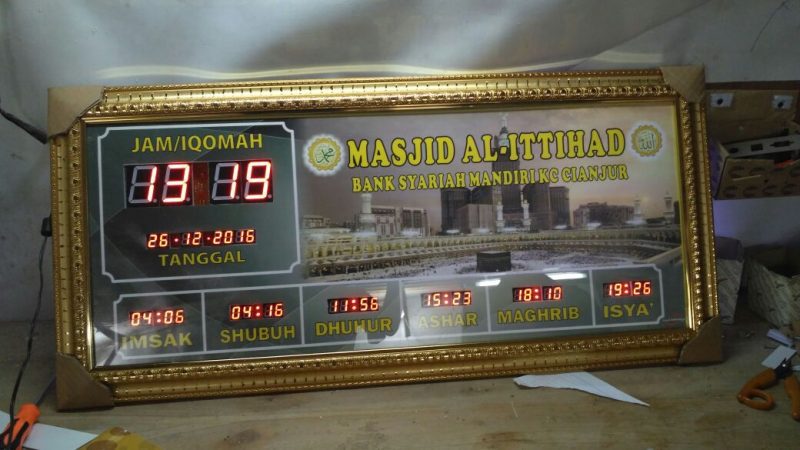 JAM/IQOMAH
13 19
26-12-2016
TANGGAL
MASJID AL-ITTIHAD
BANK SYARIAH MANDIRI KC CIANJUR
04:06
IMSAK
04:16
SHUBUH
11:56
DHUHUR
15:23
ASHAR
18:10
MAGHRIB
19:26
ISYA'